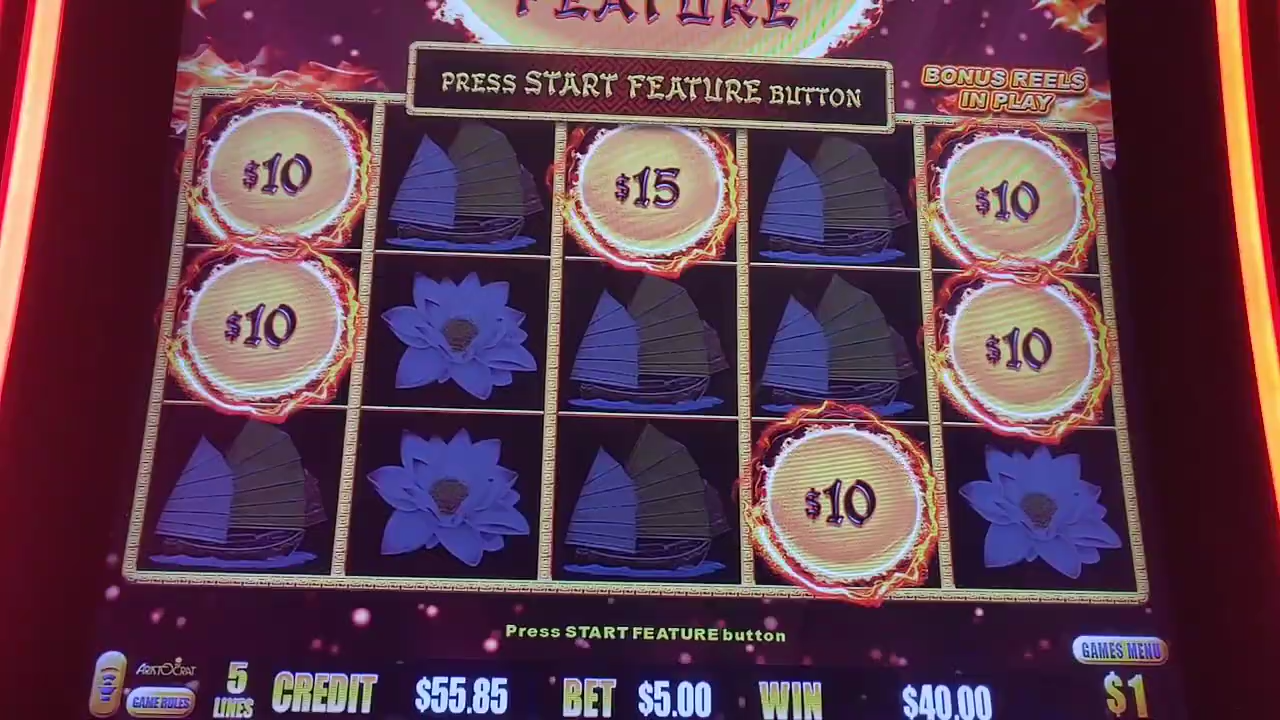 FEATURE
PRESS START FEATURE BUTTON
BONUS REELS
IN PLAY
$10
$15
$10
$10
$10
$10
Press START FEATURE button
GAMES MENU
ARISTOCRAT
GAME RULES
5
LINES
CREDIT $55.85
BET $5.00
WIN $40.00
$1